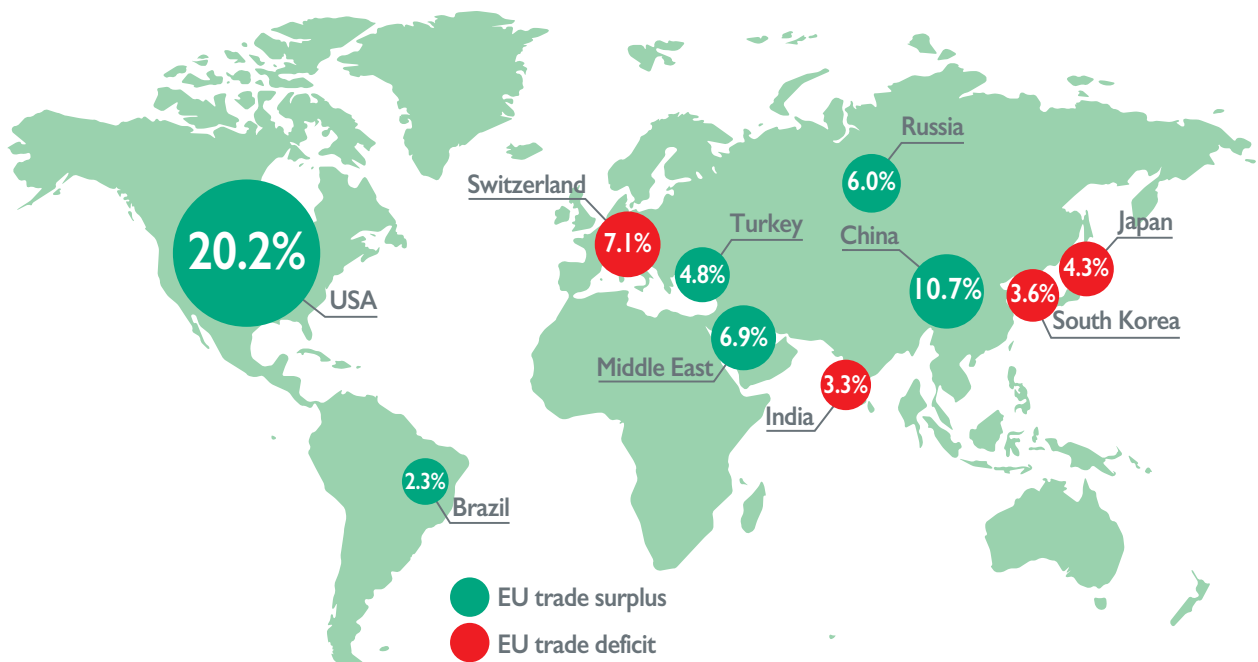 Russia
6.0%
Switzerland
7.1%
Turkey
4.8%
China
10.7%
Japan
4.3%
20.2%
USA
3.6%
South Korea
6.9%
Middle East
3.3%
India
2.3%
Brazil
EU trade surplus
EU trade deficit